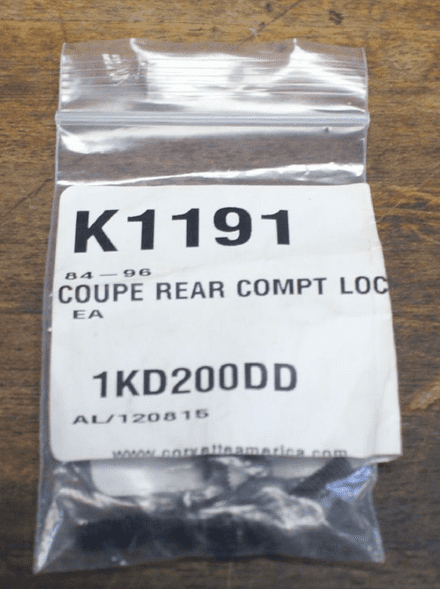 K1191
84-96
COUPE REAR COMPT LOC
EA
1KD200DD
AL/120815
www.corvetteamerica.com